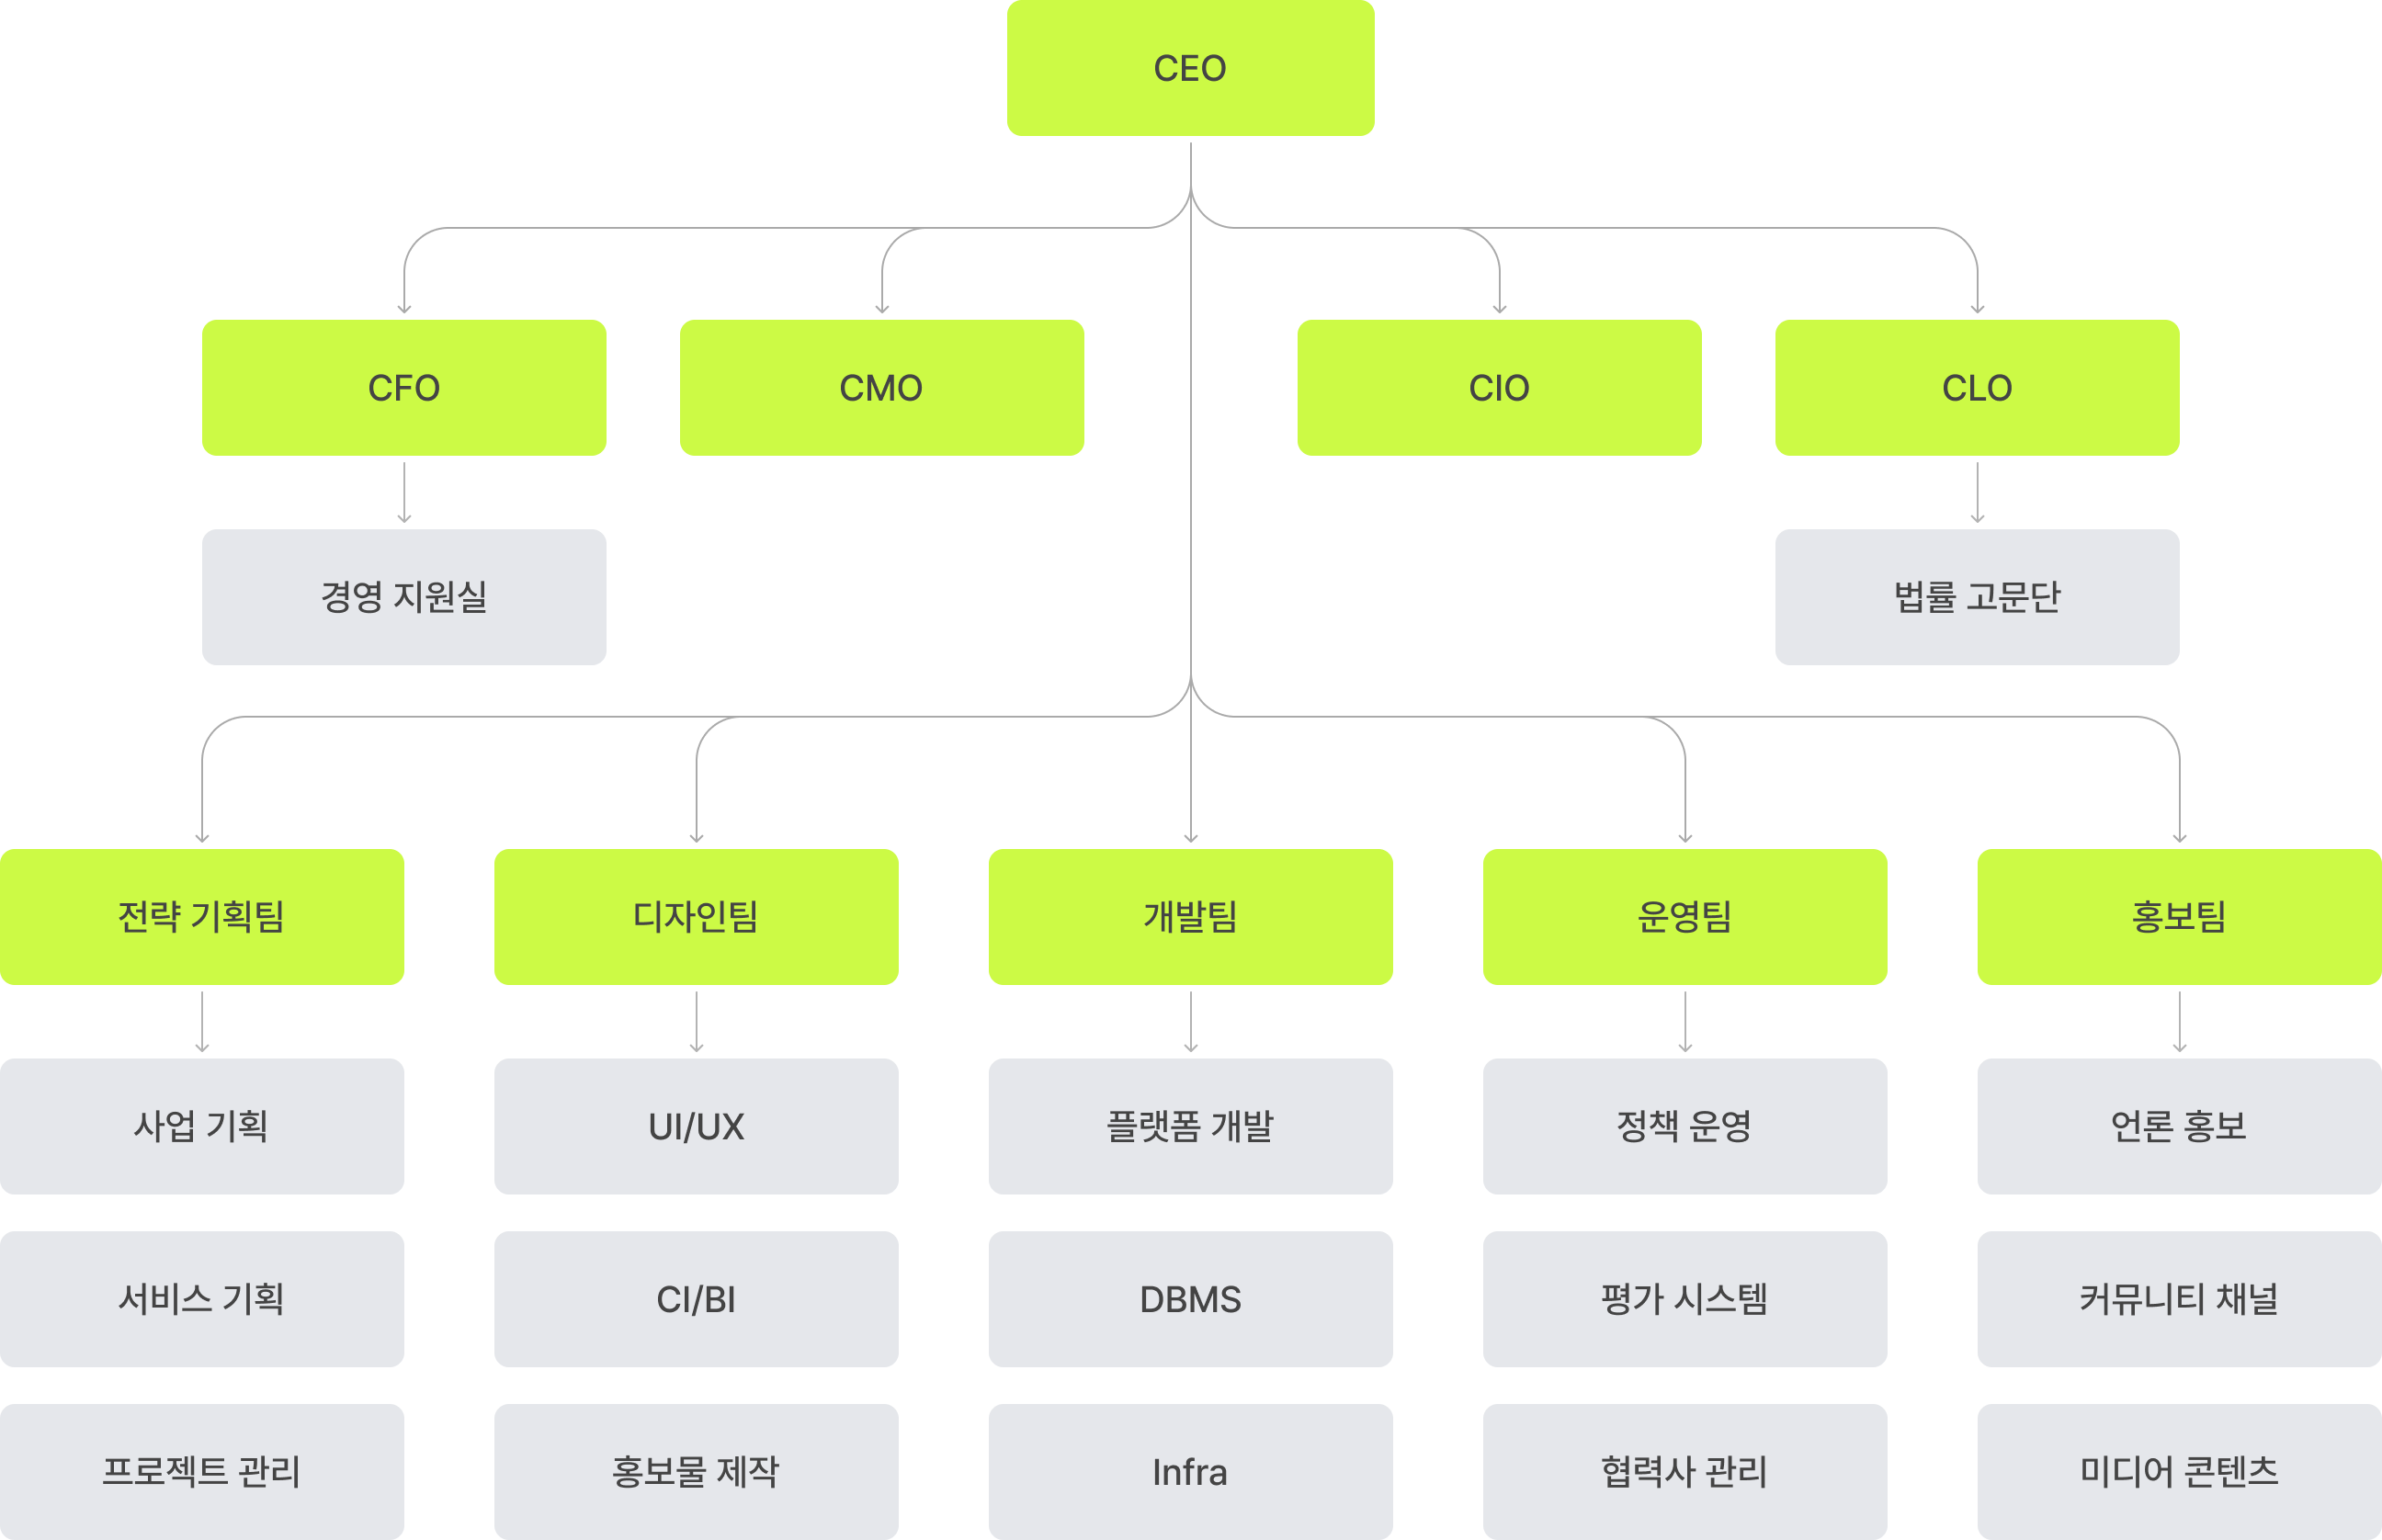 CEO
CFO
CMO
CIO
CLO
경영 지원실
법률 고문단
전략 기획팀
디자인팀
개발팀
운영팀
홍보팀
사업 기획
UI/UX
플랫폼 개발
정책 운영
언론 홍보
서비스 기획
CI/BI
DBMS
평가 시스템
커뮤니티 채널
프로젝트 관리
홍보물 제작
Infra
협력사 관리
미디어 콘텐츠